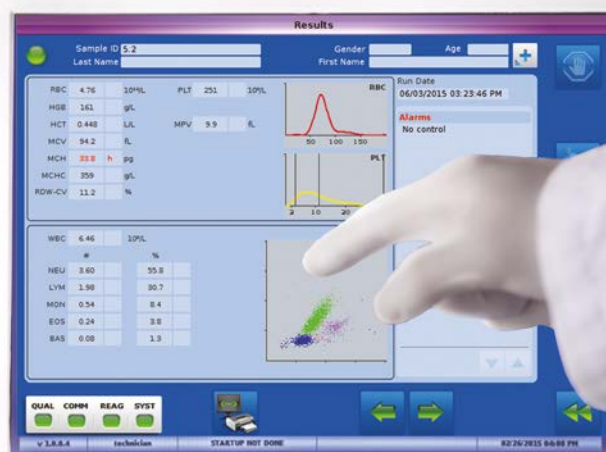 Results
Sample ID 5.2 Gender Age
Last Name First Name
RBC 4.76 10¹²/L PLT 251 10⁹/L
HGB 161 g/L
HCT 0.448 L/L MPV 9.9 fL
MCV 94.2 fL
MCH 33.8 h pg
MCHC 359 g/L
RDW-CV 11.2 %
RBC
50 100 150
PLT
2 10 20
Run Date
06/03/2015 03:23:46 PM
Alarms
No control
WBC 6.46 10⁹/L
# %
NEU 3.60 55.8
LYM 1.98 30.7
MON 0.54 8.4
EOS 0.24 3.8
BAS 0.08 1.3
QUAL COMM REAG SYST
v 1.0.0.4 technician STARTUP NOT DONE 02/26/2015 04:08 PM